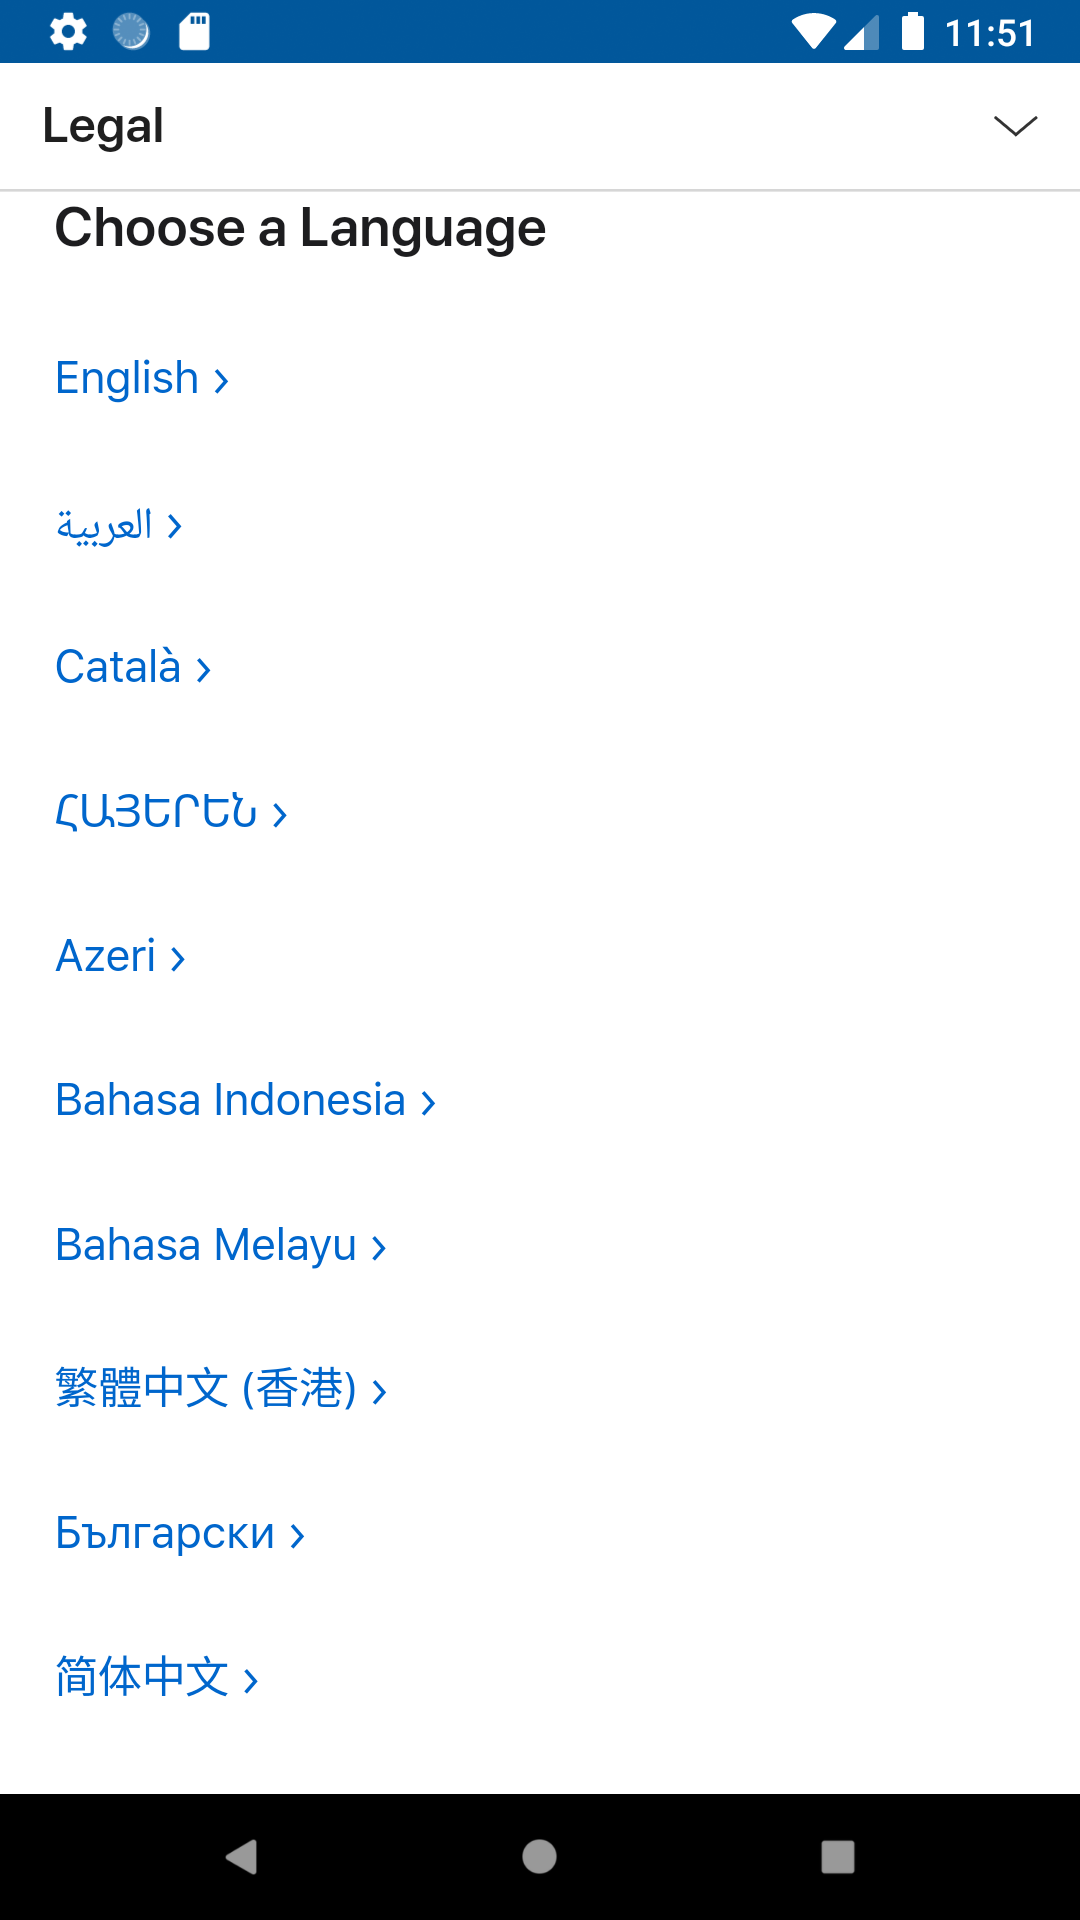 11:51
Legal
Choose a Language
English
العربية
Català
ՀԱՅԵՐԵՆ
Azeri
Bahasa Indonesia
Bahasa Melayu
繁體中文 (香港)
Български
简体中文